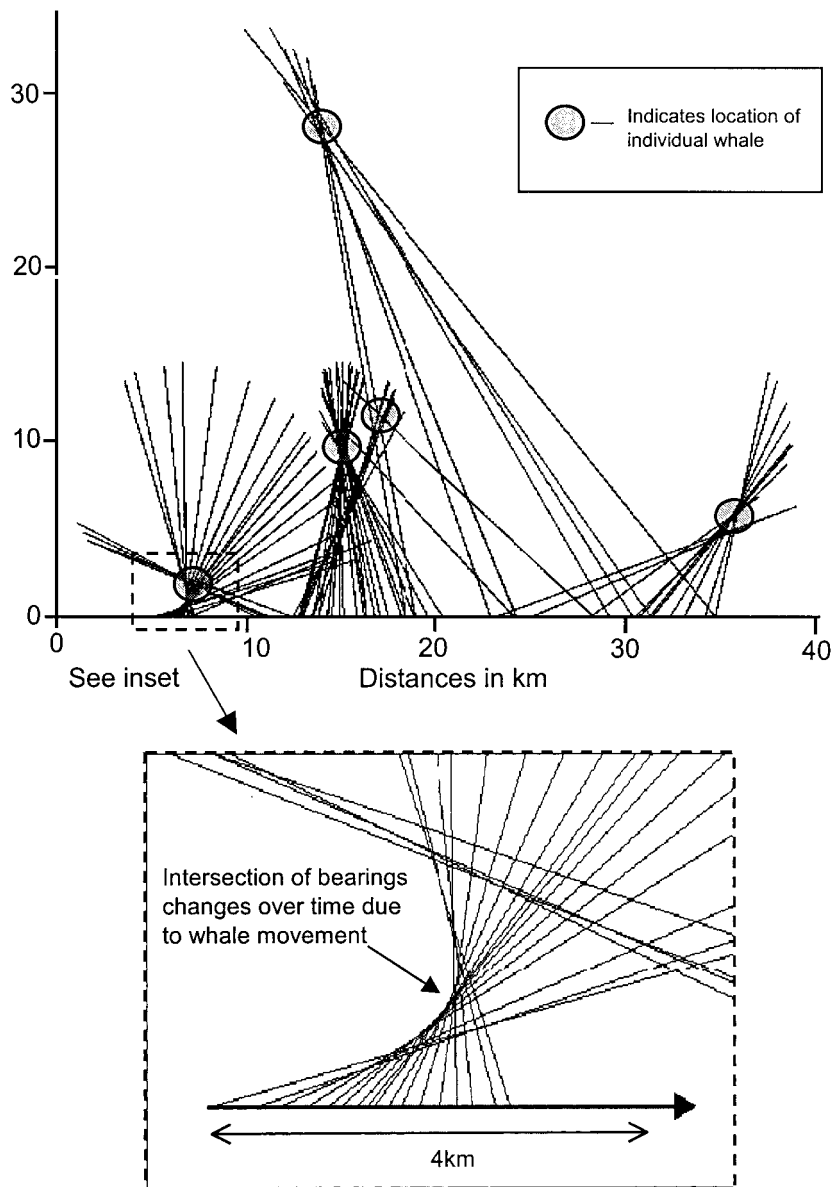 30
Indicates location of
individual whale
20
10
0
0 10 20 30 40
See inset Distances in km
Intersection of bearings
changes over time due
to whale movement
4km